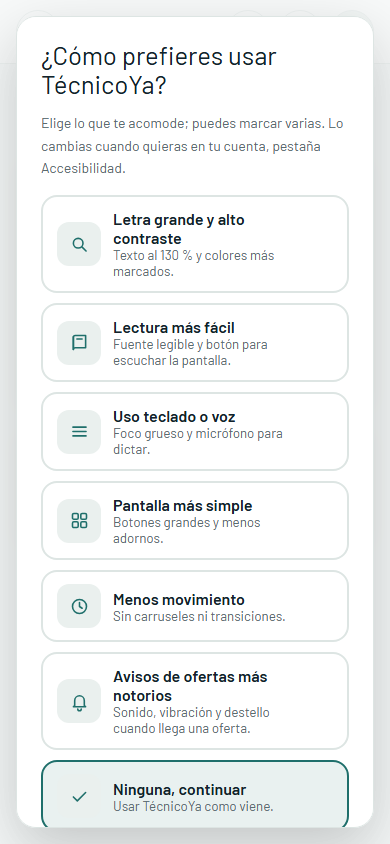 ¿Cómo prefieres usar
TécnicoYa?
Elige lo que te acomode; puedes marcar varias. Lo
cambias cuando quieras en tu cuenta, pestaña
Accesibilidad.
Letra grande y alto
contraste
Texto al 130 % y colores más
marcados.
Lectura más fácil
Fuente legible y botón para
escuchar la pantalla.
Uso teclado o voz
Foco grueso y micrófono para
dictar.
Pantalla más simple
Botones grandes y menos
adornos.
Menos movimiento
Sin carruseles ni transiciones.
Avisos de ofertas más
notorios
Sonido, vibración y destello
cuando llega una oferta.
Ninguna, continuar
Usar TécnicoYa como viene.